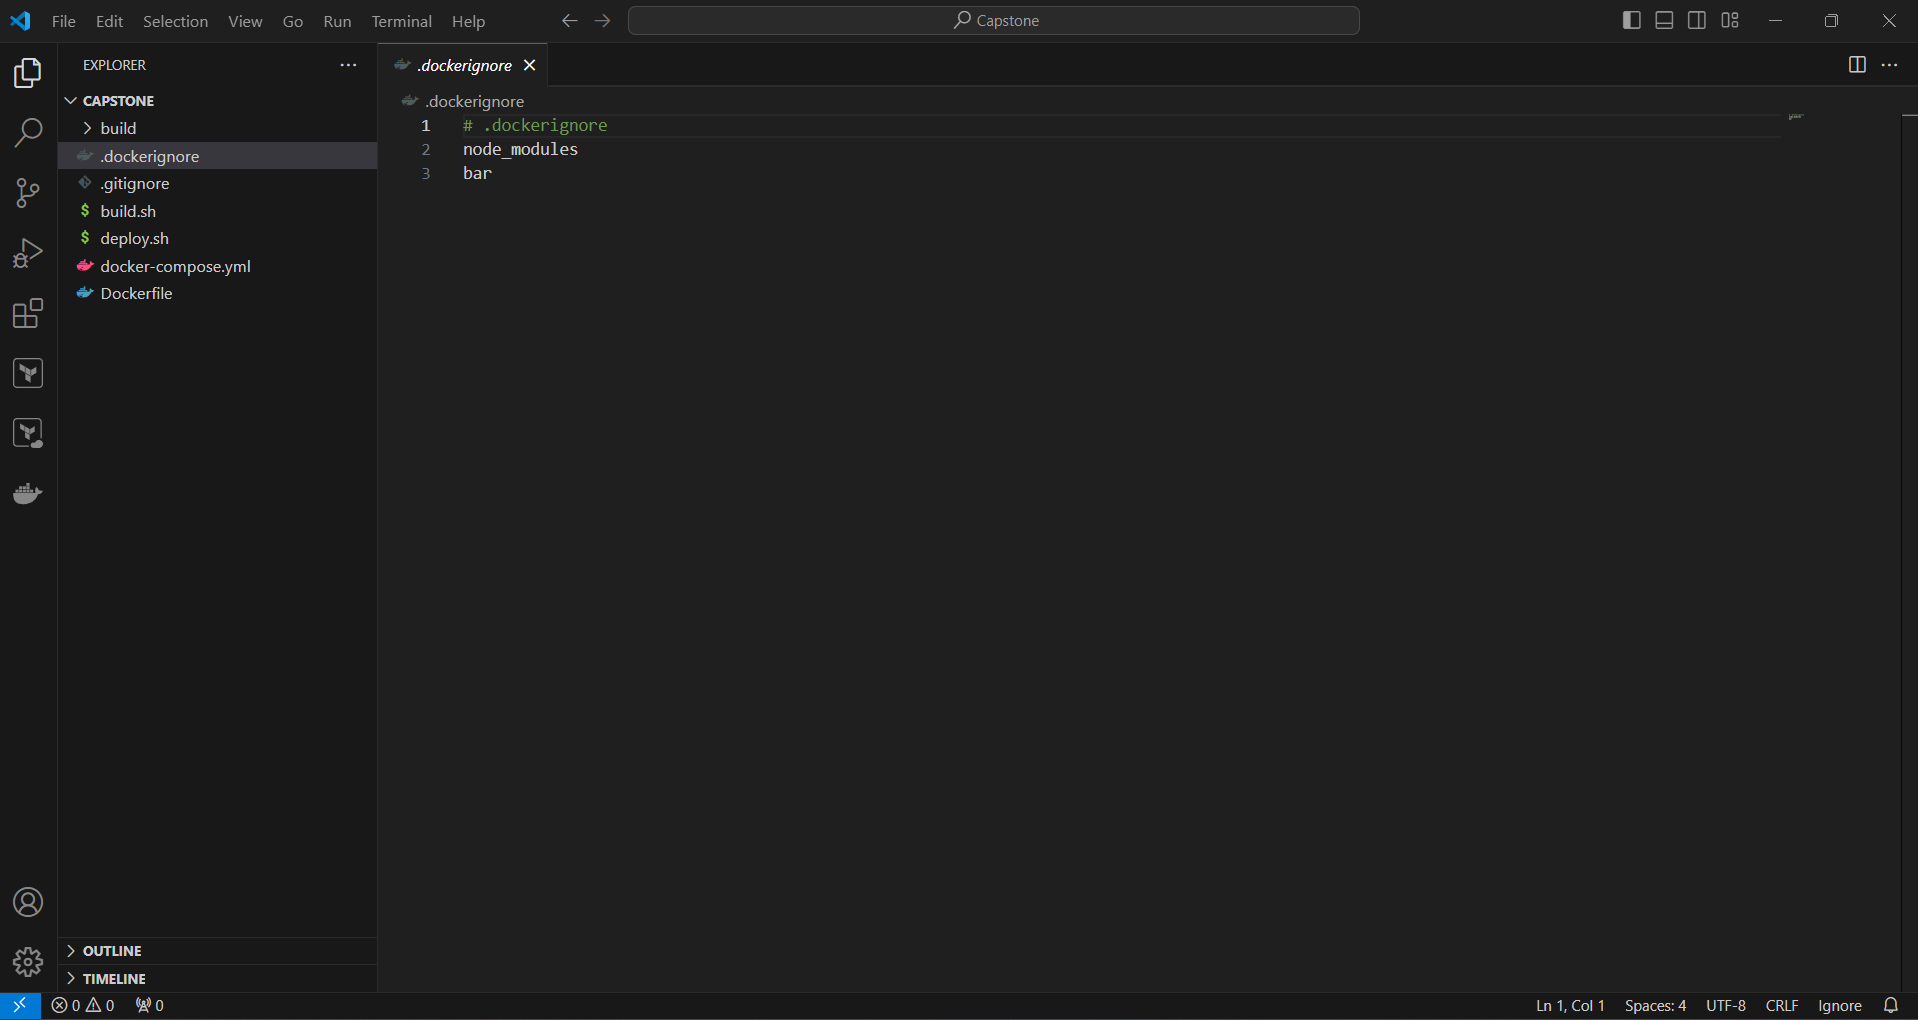 File Edit Selection View Go Run Terminal Help
Capstone
EXPLORER
CAPSTONE
build
.dockerignore
.gitignore
$ build.sh
$ deploy.sh
docker-compose.yml
Dockerfile
OUTLINE
TIMELINE
.dockerignore
.dockerignore
1 # .dockerignore
2 node_modules
3 bar
0 0 0
Ln 1, Col 1 Spaces: 4 UTF-8 CRLF Ignore